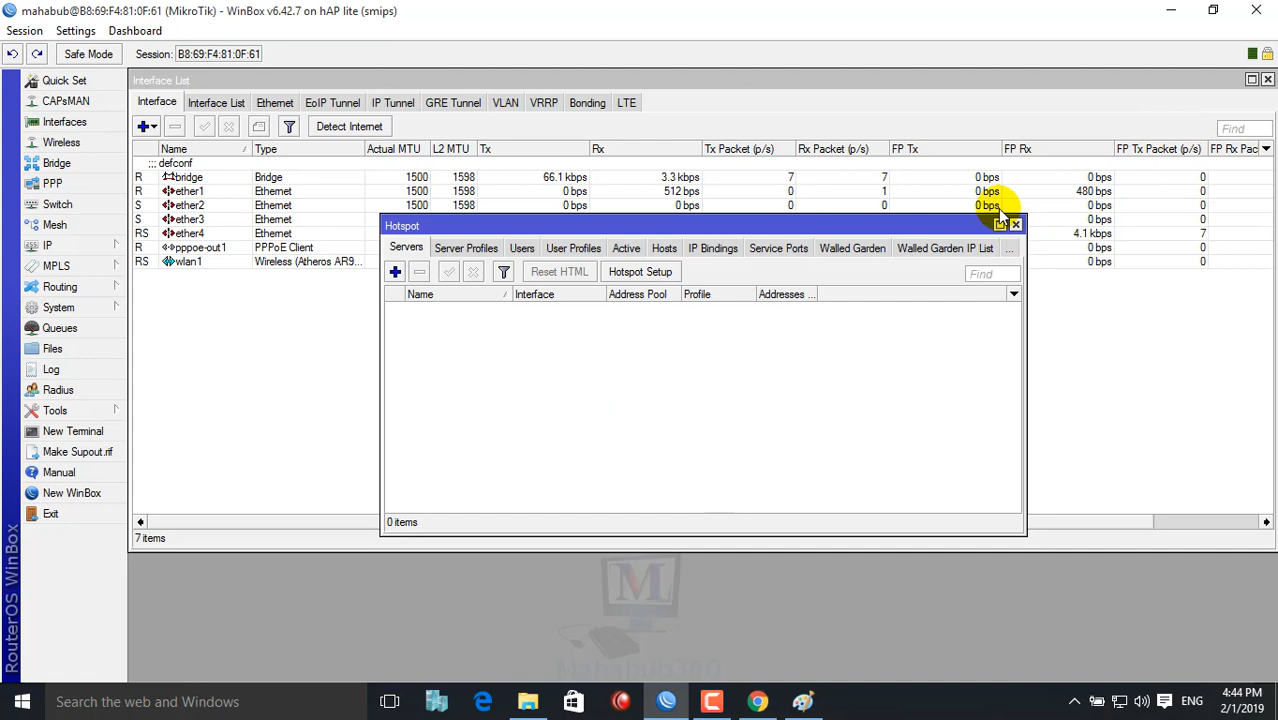 mahabub@B8:69:F4:81:0F:61 (MikroTik) - WinBox v6.42.7 on hAP lite (smips)
Session Settings Dashboard
Safe Mode Session: B8:69:F4:81:0F:61
Quick Set
CAPsMAN
Interfaces
Wireless
Bridge
PPP
Switch
Mesh
IP
MPLS
Routing
System
Queues
Files
Log
Radius
Tools
New Terminal
Make Supout.rif
Manual
New WinBox
Exit
RouterOS WinBox
Interface List
Interface Interface List Ethernet EoIP Tunnel IP Tunnel GRE Tunnel VLAN VRRP Bonding LTE
Detect Internet Find
Name Type Actual MTU L2 MTU Tx Rx Tx Packet (p/s) Rx Packet (p/s) FP Tx FP Rx FP Tx Packet (p/s) FP Rx Pac
;;; defconf
R bridge Bridge 1500 1598 66.1 kbps 3.3 kbps 7 7 0 bps 0 bps 0
R ether1 Ethernet 1500 1598 0 bps 512 bps 0 1 0 bps 480 bps 0
S ether2 Ethernet 1500 1598 0 bps 0 bps 0 0 0 bps 0 bps 0
S ether3 Ethernet 0 bps 0
RS ether4 Ethernet 4.1 kbps 7
R pppoe-out1 PPPoE Client 0 bps 0
RS wlan1 Wireless (Atheros AR9... 0 bps 0
7 items
Hotspot
Servers Server Profiles Users User Profiles Active Hosts IP Bindings Service Ports Walled Garden Walled Garden IP List ...
Reset HTML Hotspot Setup Find
Name Interface Address Pool Profile Addresses ...
0 items
M
Mahabub360
Search the web and Windows
ENG
4:44 PM
2/1/2019